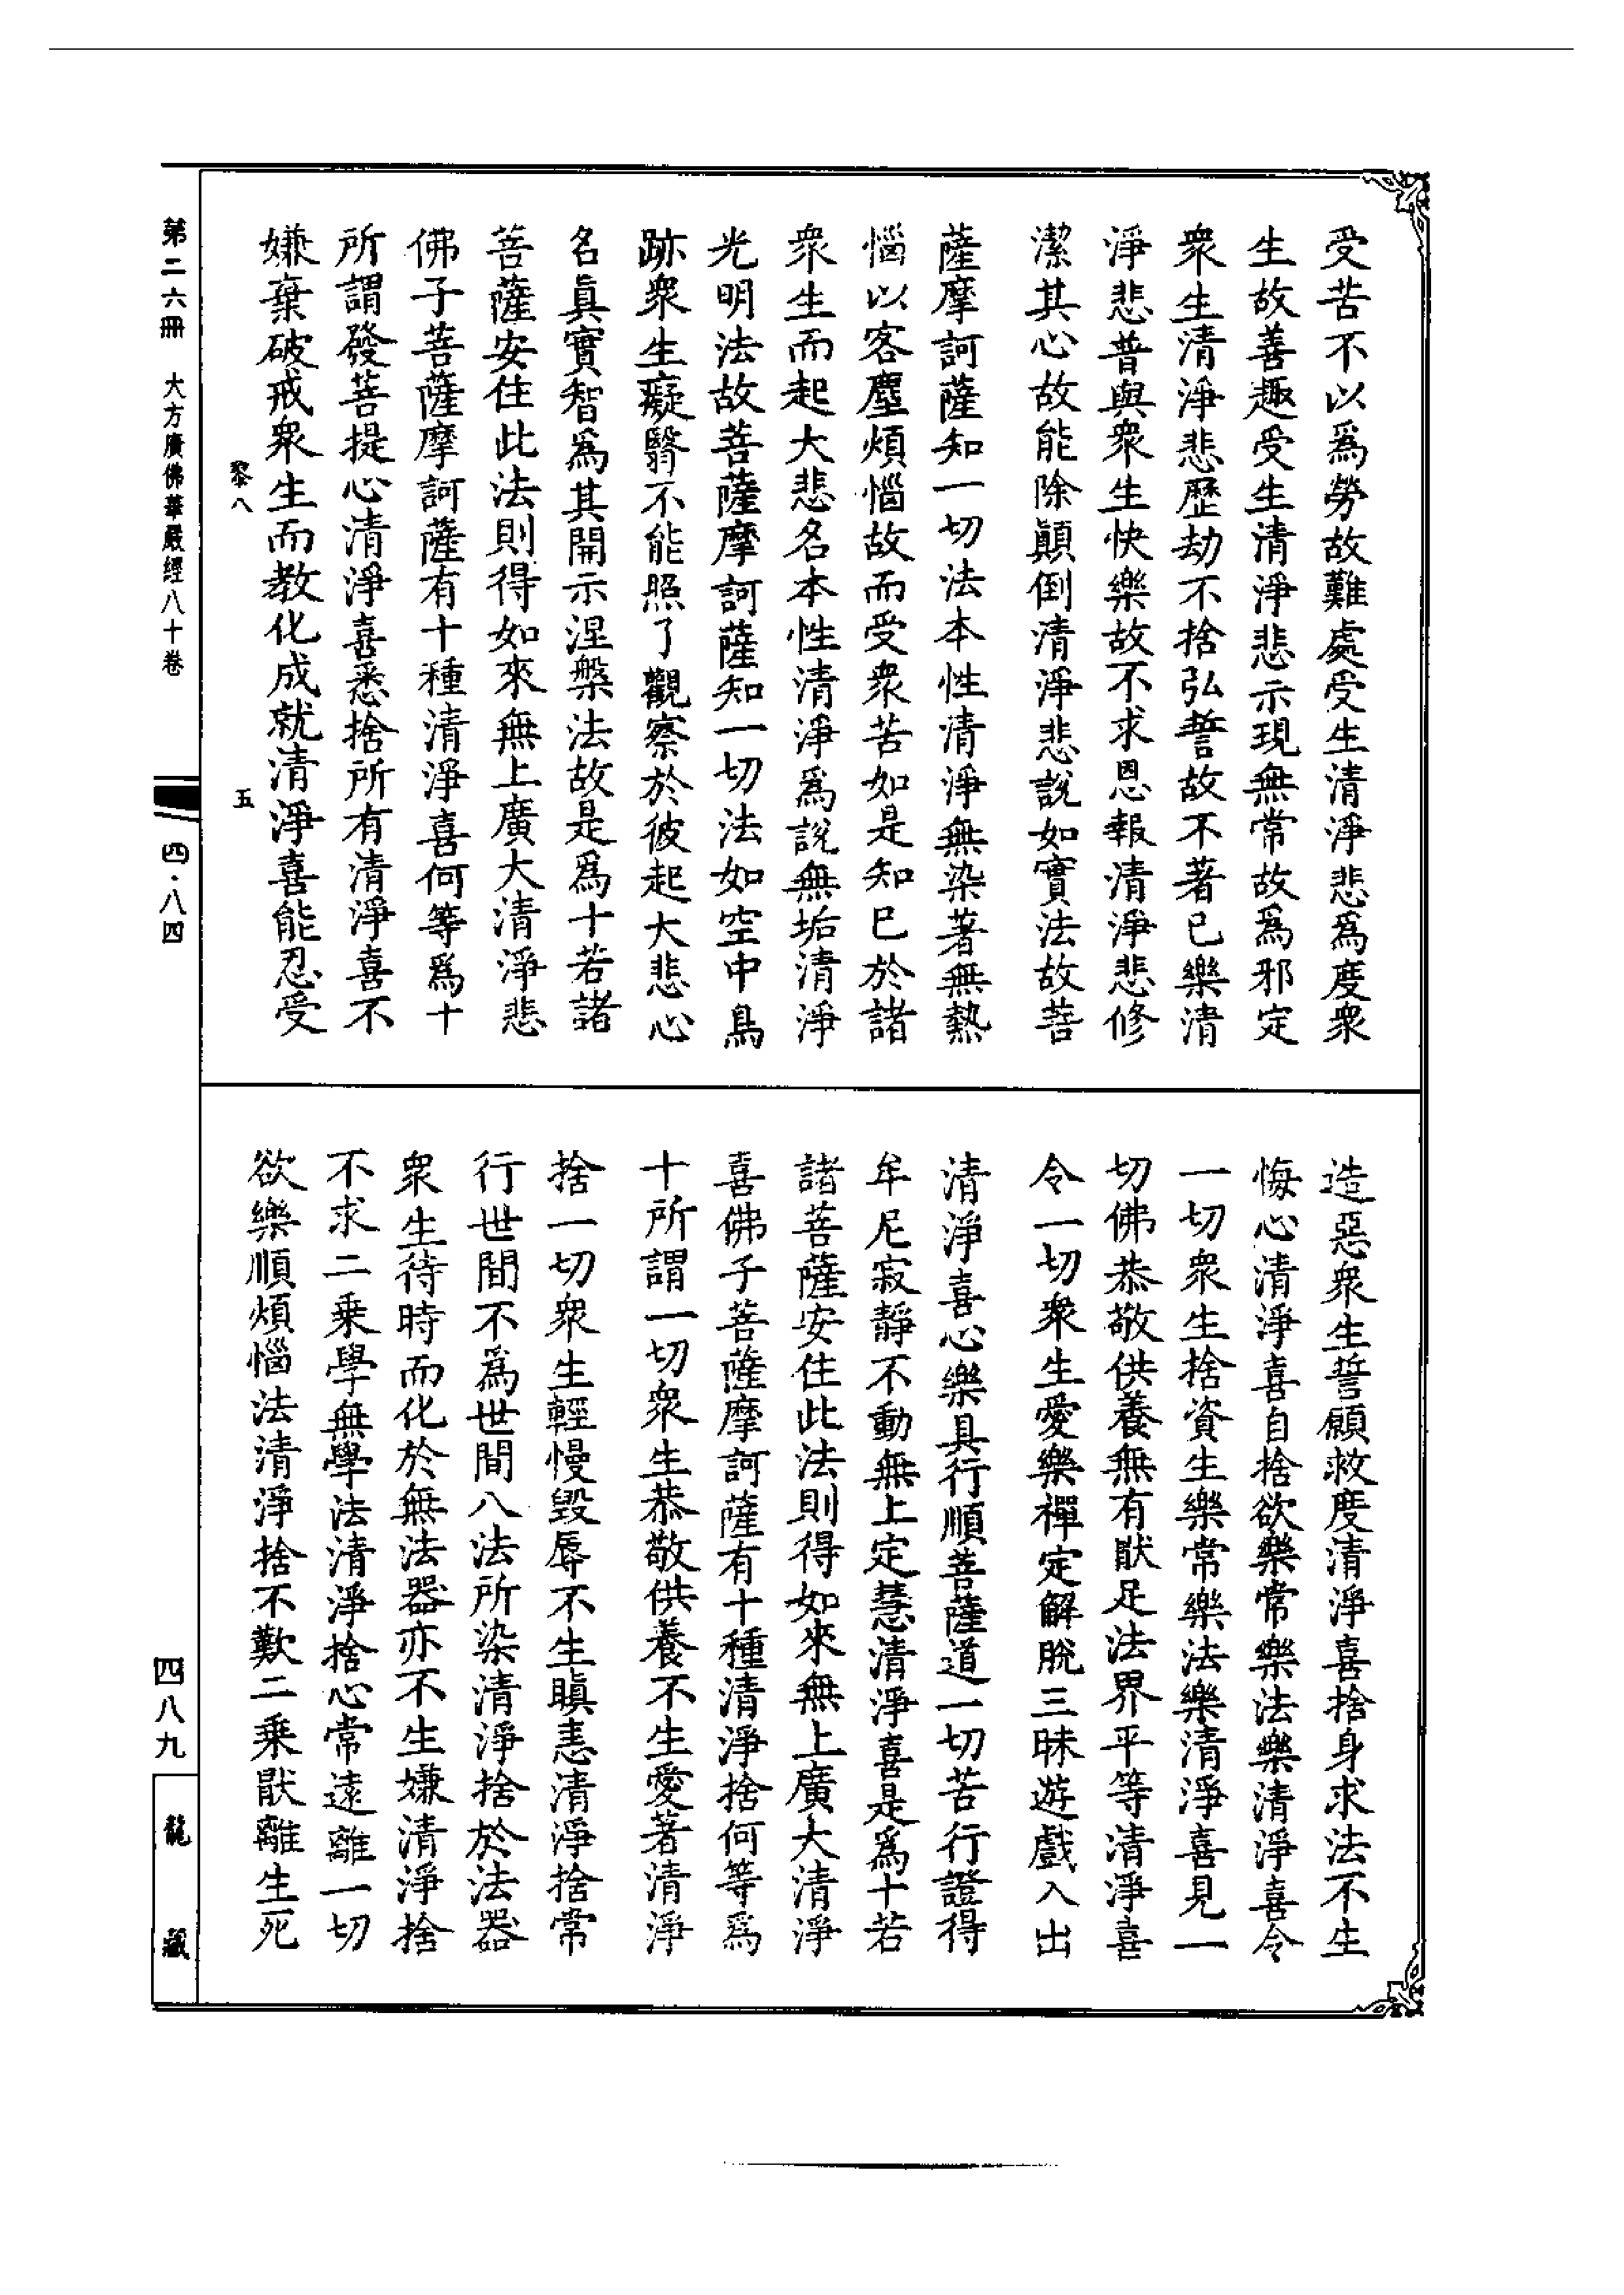 受苦不以為勞故難處受生清淨悲為度衆
生故善趣受生清淨悲示現無常故為邪定
衆生清淨悲歷劫不捨弘誓故不著已樂清
淨悲普與衆生快樂故不求恩報清淨悲修
潔其心故能除顛倒清淨悲說如實法故菩
薩摩訶薩知一切法本性清淨無染著無熱
惱以客塵煩惱故而受衆苦如是知已於諸
衆生而起大悲名本性清淨為說無垢清淨
光明法故菩薩摩訶薩知一切法如空中鳥
跡衆生癡翳不能照了觀察於彼起大悲心
名真實智為其開示涅槃法故是為十若諸
菩薩安住此法則得如來無上廣大清淨悲
佛子菩薩摩訶薩有十種清淨喜何等為十
所謂發菩提心清淨喜悉捨所有清淨喜不
嫌棄破戒衆生而教化成就清淨喜能忍受
造惡衆生誓願救度清淨喜捨身求法不生
悔心清淨喜自捨欲樂常樂法樂清淨喜令
一切衆生捨資生樂常樂法樂清淨喜見一
切佛恭敬供養無有猒足法界平等清淨喜
令一切衆生愛樂禪定解脫三昧遊戲入出
清淨喜心樂具行順菩薩道一切苦行證得
牟尼寂靜不動無上定慧清淨喜是為十若
諸菩薩安住此法則得如來無上廣大清淨
喜佛子菩薩摩訶薩有十種清淨捨何等為
十所謂一切衆生恭敬供養不生愛著清淨
捨一切衆生輕慢毀辱不生瞋恚清淨捨常
行世間不為世間八法所染清淨捨於法器
衆生待時而化於無法器亦不生嫌清淨捨
不求二乗學無學法清淨捨心常遠離一切
欲樂順煩惱法清淨捨不歎二乗猒離生死
黎八 五
第二六冊 大方廣佛華嚴經八十卷 四·八四
四八九 龍藏